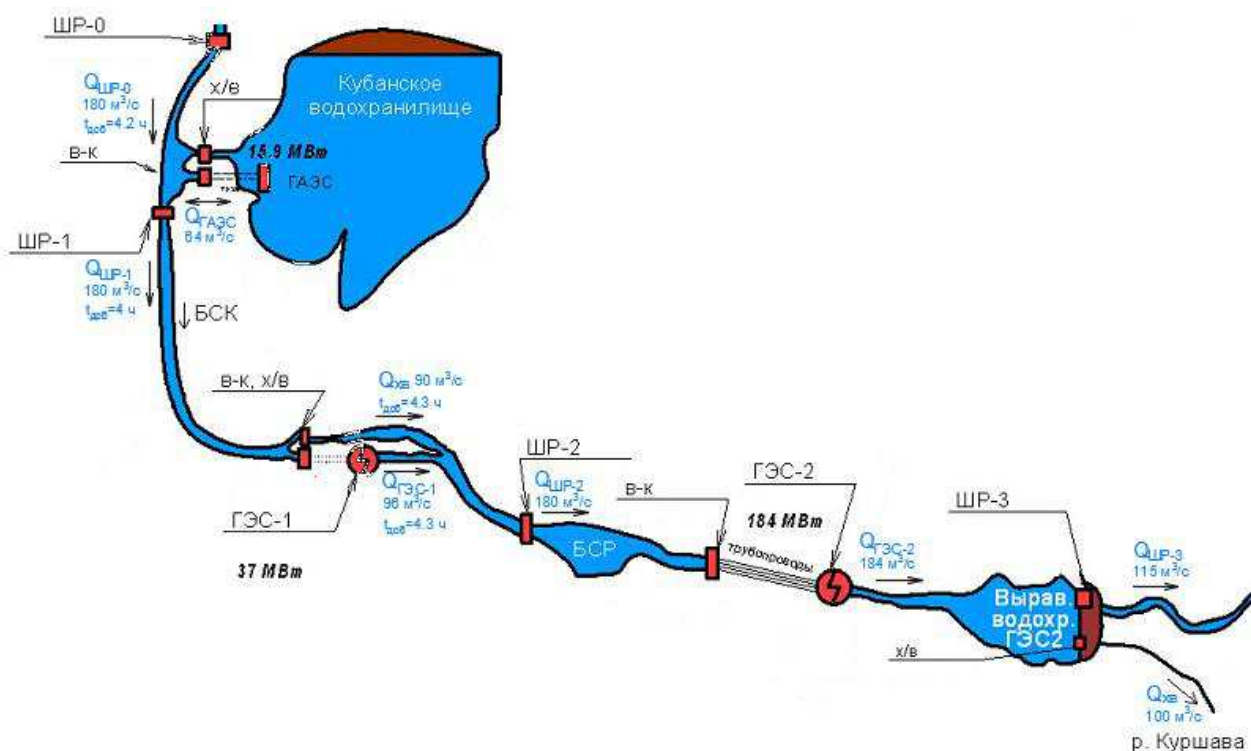 ШР-0
Q ШР-0
180 м³/с
t доб=4.2 ч
х/в
Кубанское
водохранилище
15.9 МВт
ГАЭС
в-к
Q ГАЭС
64 м³/с
ШР-1
Q ШР-1
180 м³/с
t доб=4 ч
БСК
в-к, х/в
Q хв 90 м³/с
t доб=4.3 ч
ГЭС-1
37 МВт
Q ГЭС-1
96 м³/с
t доб=4.3 ч
ШР-2
Q ШР-2
180 м³/с
БСР
в-к
184 МВт
трубопроводы
ГЭС-2
Q ГЭС-2
184 м³/с
ШР-3
Q ШР-3
115 м³/с
Вырав.
водохр.
ГЭС2
х/в
Q хв
100 м³/с
р. Куршава